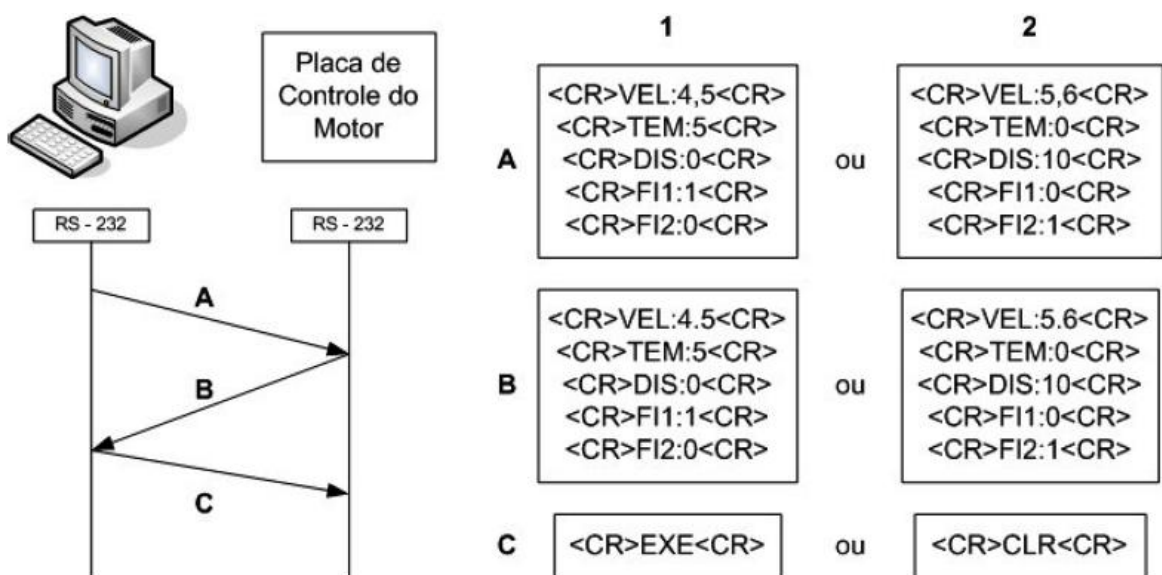 Placa de
Controle do
Motor
RS - 232
RS - 232
A
B
C
1
2
A
<CR>VEL:4,5<CR>
<CR>TEM:5<CR>
<CR>DIS:0<CR>
<CR>FI1:1<CR>
<CR>FI2:0<CR>
ou
<CR>VEL:5,6<CR>
<CR>TEM:0<CR>
<CR>DIS:10<CR>
<CR>FI1:0<CR>
<CR>FI2:1<CR>
B
<CR>VEL:4.5<CR>
<CR>TEM:5<CR>
<CR>DIS:0<CR>
<CR>FI1:1<CR>
<CR>FI2:0<CR>
ou
<CR>VEL:5.6<CR>
<CR>TEM:0<CR>
<CR>DIS:10<CR>
<CR>FI1:0<CR>
<CR>FI2:1<CR>
C
<CR>EXE<CR>
ou
<CR>CLR<CR>